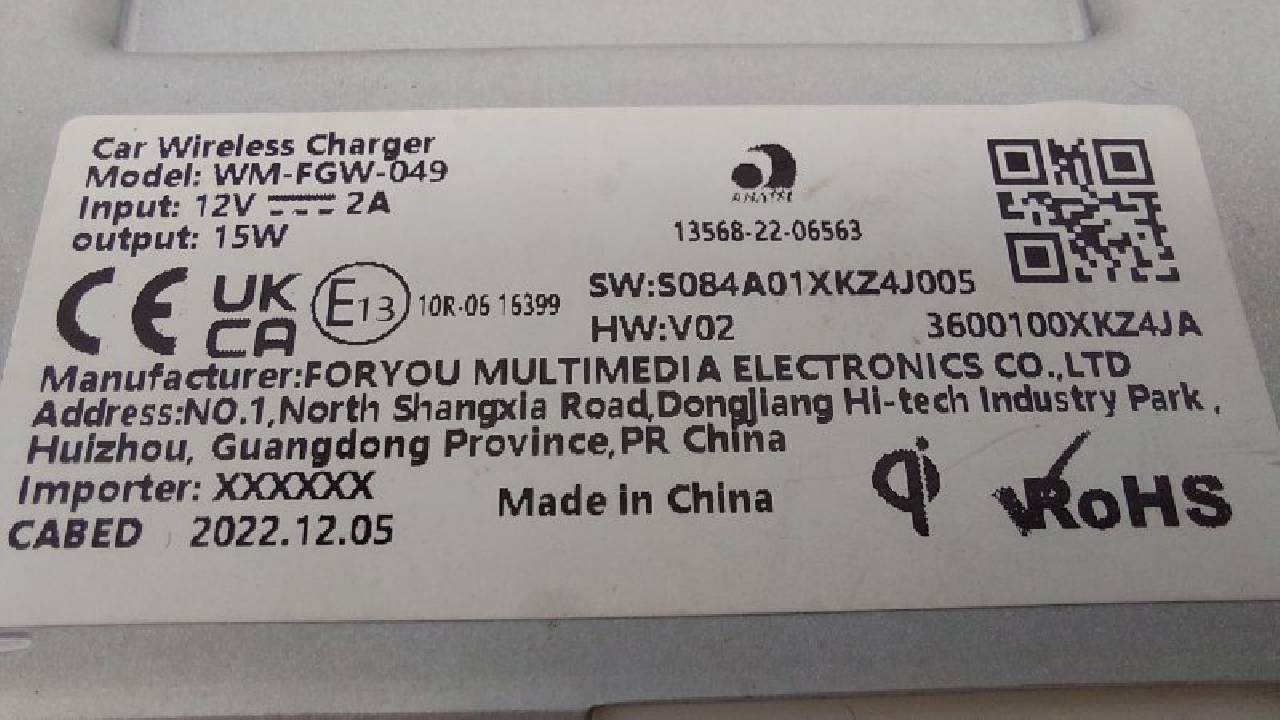 Car Wireless Charger
Model: WM-FGW-049
Input: 12V 2A
output: 15W
ANATEL
13568-22-06563
CE UKCA E13 10R-06 16399
SW:S084A01XKZ4J005
HW:V02 3600100XKZ4JA
Manufacturer:FORYOU MULTIMEDIA ELECTRONICS CO.,LTD
Address:NO.1,North Shangxia Road,Dongjiang Hi-tech Industry Park ,
Huizhou, Guangdong Province,PR China
Importer: XXXXXX
Made in China
qi
RoHS
CABED 2022.12.05